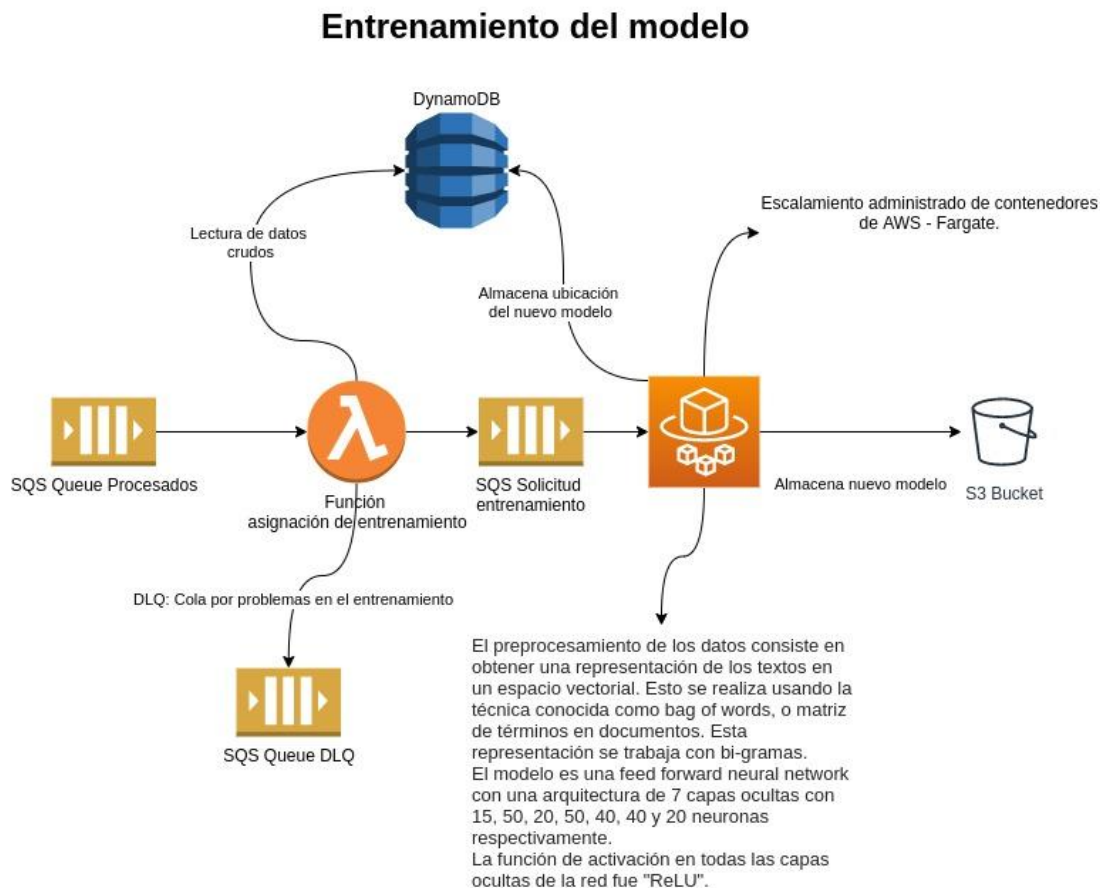 Entrenamiento del modelo
DynamoDB
Escalamiento administrado de contenedores
de AWS - Fargate.
Lectura de datos
crudos
Almacena ubicación
del nuevo modelo
SQS Queue Procesados
Función
asignación de entrenamiento
SQS Solicitud
entrenamiento
Almacena nuevo modelo
S3 Bucket
DLQ: Cola por problemas en el entrenamiento
SQS Queue DLQ
El preprocesamiento de los datos consiste en
obtener una representación de los textos en
un espacio vectorial. Esto se realiza usando la
técnica conocida como bag of words, o matriz
de términos en documentos. Esta
representación se trabaja con bi-gramas.
El modelo es una feed forward neural network
con una arquitectura de 7 capas ocultas con
15, 50, 20, 50, 40, 40 y 20 neuronas
respectivamente.
La función de activación en todas las capas
ocultas de la red fue "ReLU".